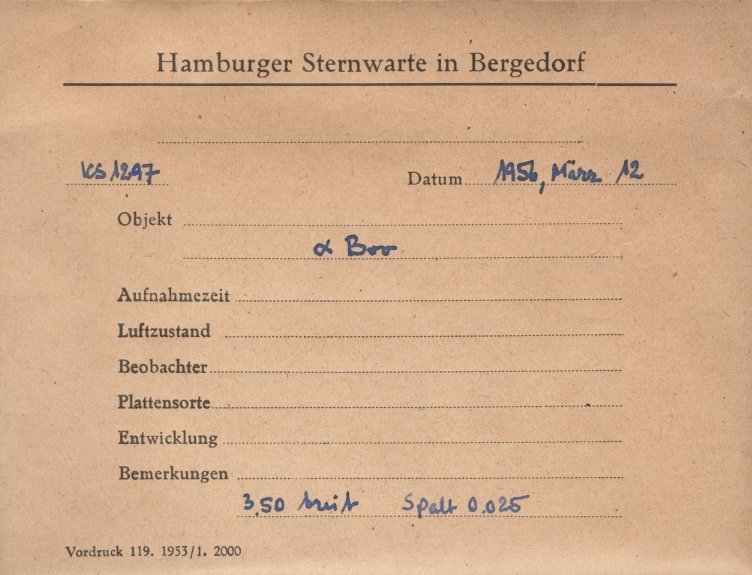 Hamburger Sternwarte in Bergedorf
KS 1297 Datum 1956, März 12
Objekt
α Boo
Aufnahmezeit
Luftzustand
Beobachter
Plattensorte
Entwicklung
Bemerkungen
3,50 breit Spalt 0.025
Vordruck 119. 1953/1. 2000